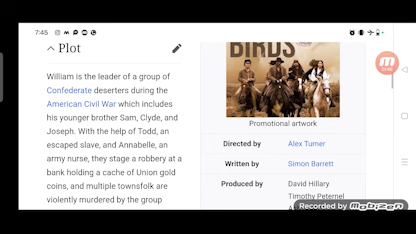 7:45
Plot
William is the leader of a group of
Confederate deserters during the
American Civil War which includes
his younger brother Sam, Clyde, and
Joseph. With the help of Todd, an
escaped slave, and Annabelle, an
army nurse, they stage a robbery at a
bank holding a cache of Union gold
coins, and multiple townsfolk are
violently murdered by the group
BIRDS
Promotional artwork
Directed by Alex Turner
Written by Simon Barrett
Produced by David Hillary
Timothy Peternel
Recorded by MOBIZEN